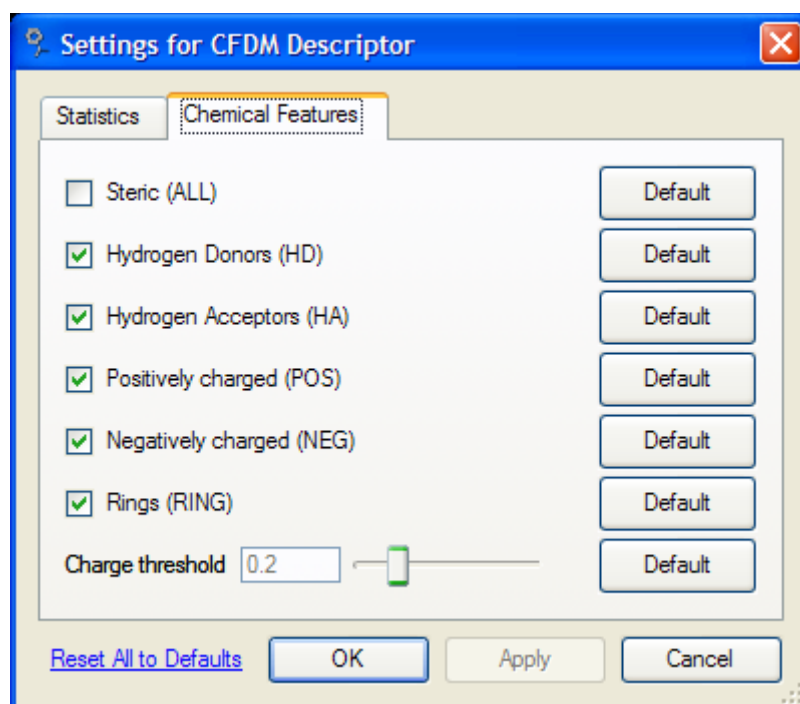 Settings for CFDM Descriptor
Statistics Chemical Features
Steric (ALL) Default
Hydrogen Donors (HD) Default
Hydrogen Acceptors (HA) Default
Positively charged (POS) Default
Negatively charged (NEG) Default
Rings (RING) Default
Charge threshold 0.2 Default
Reset All to Defaults OK Apply Cancel